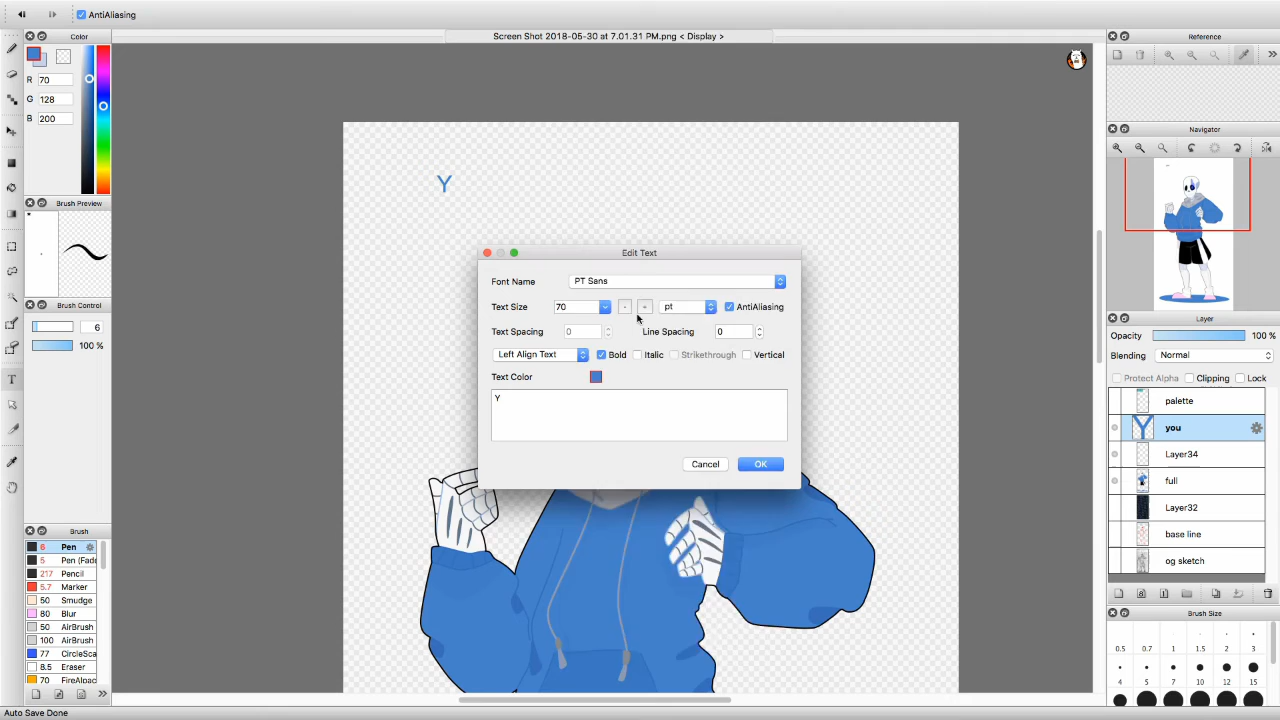 AntiAliasing
Screen Shot 2018-05-30 at 7.01.31 PM.png < Display >
Color
R 70
G 128
B 200
Brush Preview
*
Brush Control
6
100 %
Brush
6 Pen
5 Pen (Fade
217 Pencil
5.7 Marker
50 Smudge
80 Blur
50 AirBrush
100 AirBrush
77 CircleSca
8.5 Eraser
70 FireAlpac
Auto Save Done
Y
Edit Text
Font Name PT Sans
Text Size 70 - + pt AntiAliasing
Text Spacing 0 Line Spacing 0
Left Align Text Bold Italic Strikethrough Vertical
Text Color
Y
Cancel OK
Reference
Navigator
Layer
Opacity 100 %
Blending Normal
Protect Alpha Clipping Lock
palette
you
Layer34
full
Layer32
base line
og sketch
Brush Size
0.5 0.7 1 1.5 2 3
4 5 7 10 12 15